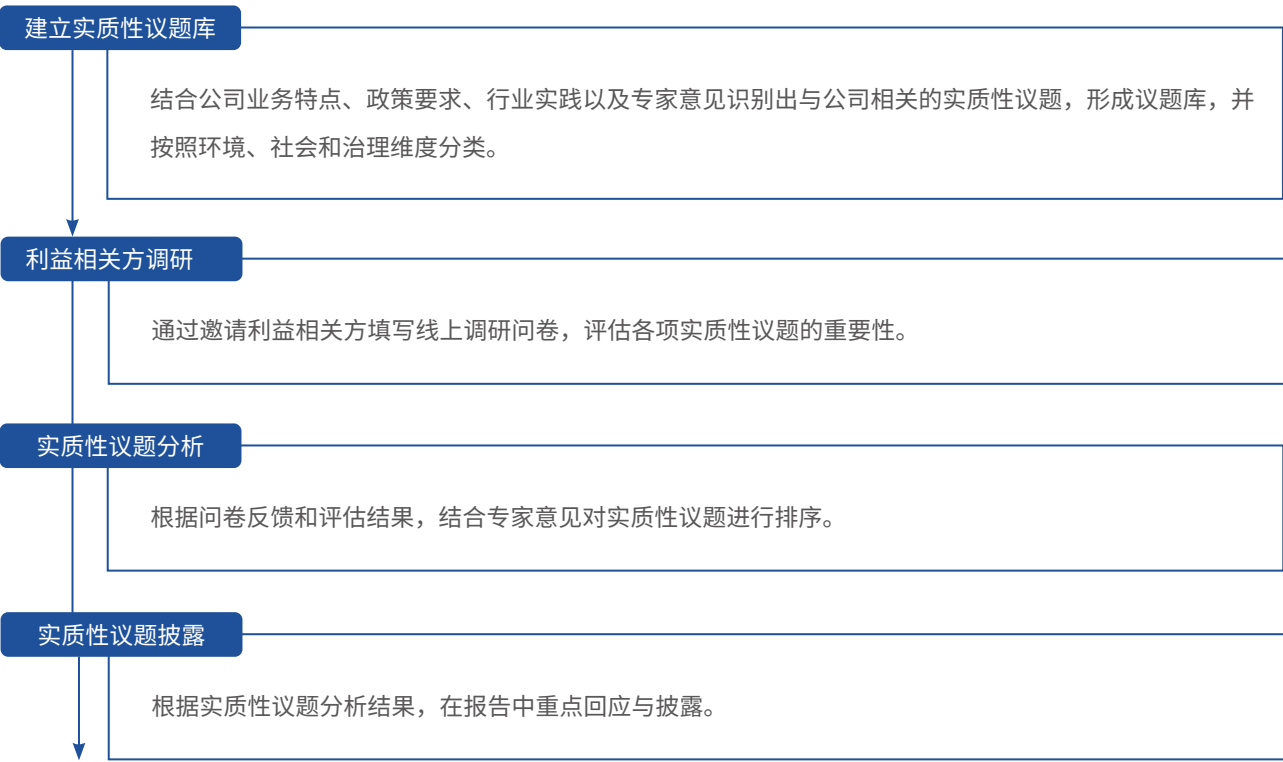 建立实质性议题库
结合公司业务特点、政策要求、行业实践以及专家意见识别出与公司相关的实质性议题，形成议题库，并
按照环境、社会和治理维度分类。
利益相关方调研
通过邀请利益相关方填写线上调研问卷，评估各项实质性议题的重要性。
实质性议题分析
根据问卷反馈和评估结果，结合专家意见对实质性议题进行排序。
实质性议题披露
根据实质性议题分析结果，在报告中重点回应与披露。